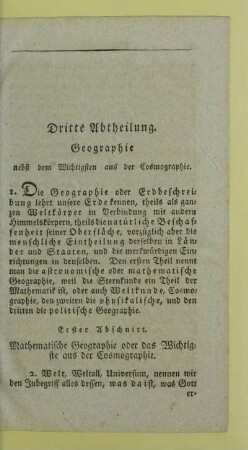 Dritte Abtheilung.
Geographie
nebst dem Wichtigsten aus der Cosmographie.
1. Die Geographie oder Erdbeschrei⸗
bung lehrt unsere Erde kennen, theils als gan⸗
zen Weltkörper in Verbindung mit andern
Himmelskörpern, theils die natürliche Beschaf⸗
fenheit seiner Oberfläche, vorzüglich aber die
menschliche Eintheilung derselben in Län⸗
der und Staaten, und die merkwürdigen Ein⸗
richtungen in denselben. Den ersten Theil nennt
man die astronomische oder mathematische
Geographie, weil die Sternkunde ein Theil der
Mathematik ist, oder auch Weltkunde, Cosmo⸗
graphie, den zweiten die physikalische, und
den dritten die politische Geographie.
Erster Abschnitt.
Mathematische Geographie oder das Wichtig⸗
ste aus der Cosmographie.
2. Welt, Weltall, Universum, nennen wir
den Inbegriff alles dessen, was da ist, was Gott
er⸗